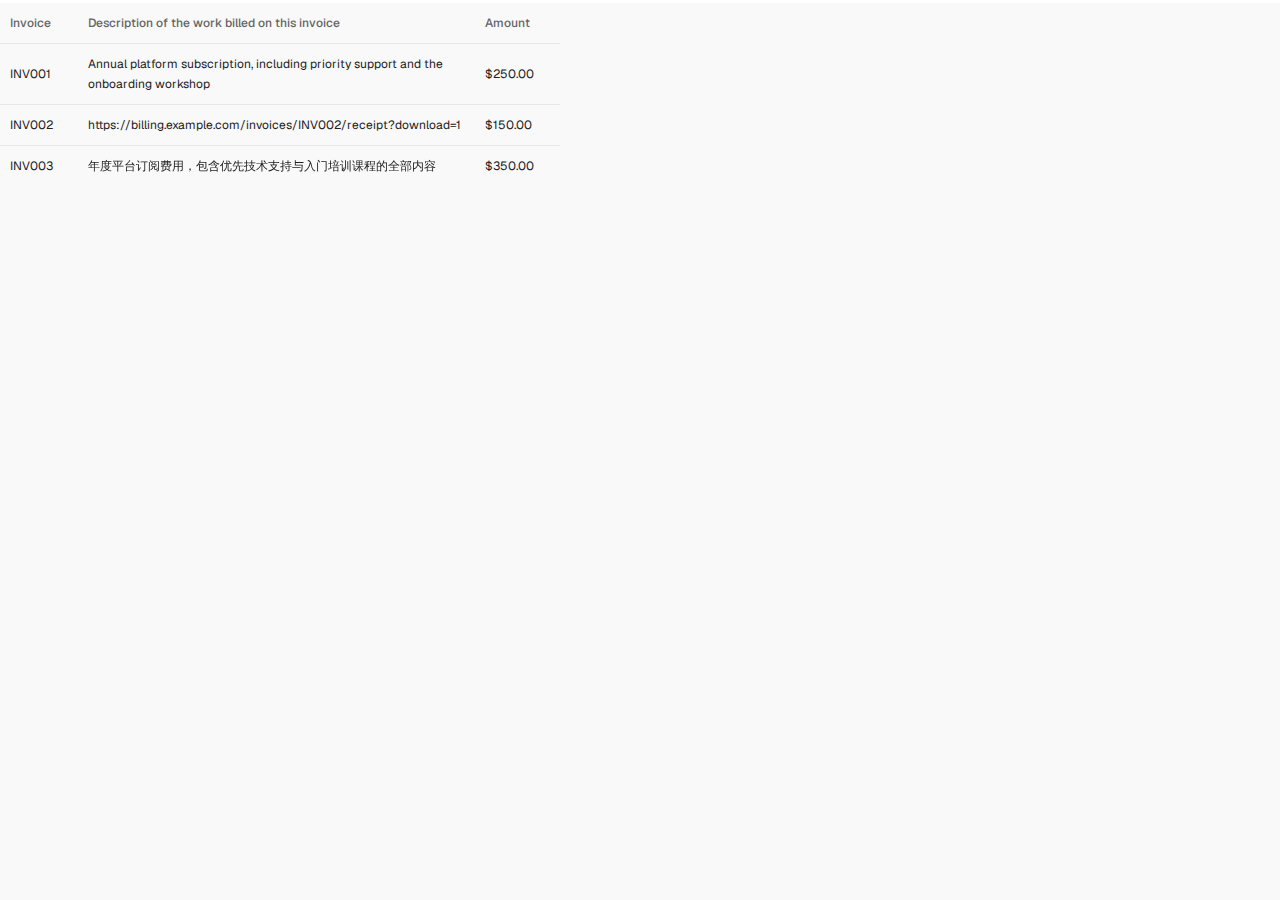 Invoice Description of the work billed on this invoice Amount
INV001 Annual platform subscription, including priority support and the onboarding workshop $250.00
INV002 https://billing.example.com/invoices/INV002/receipt?download=1 $150.00
INV003 年度平台订阅费用，包含优先技术支持与入门培训课程的全部内容 $350.00